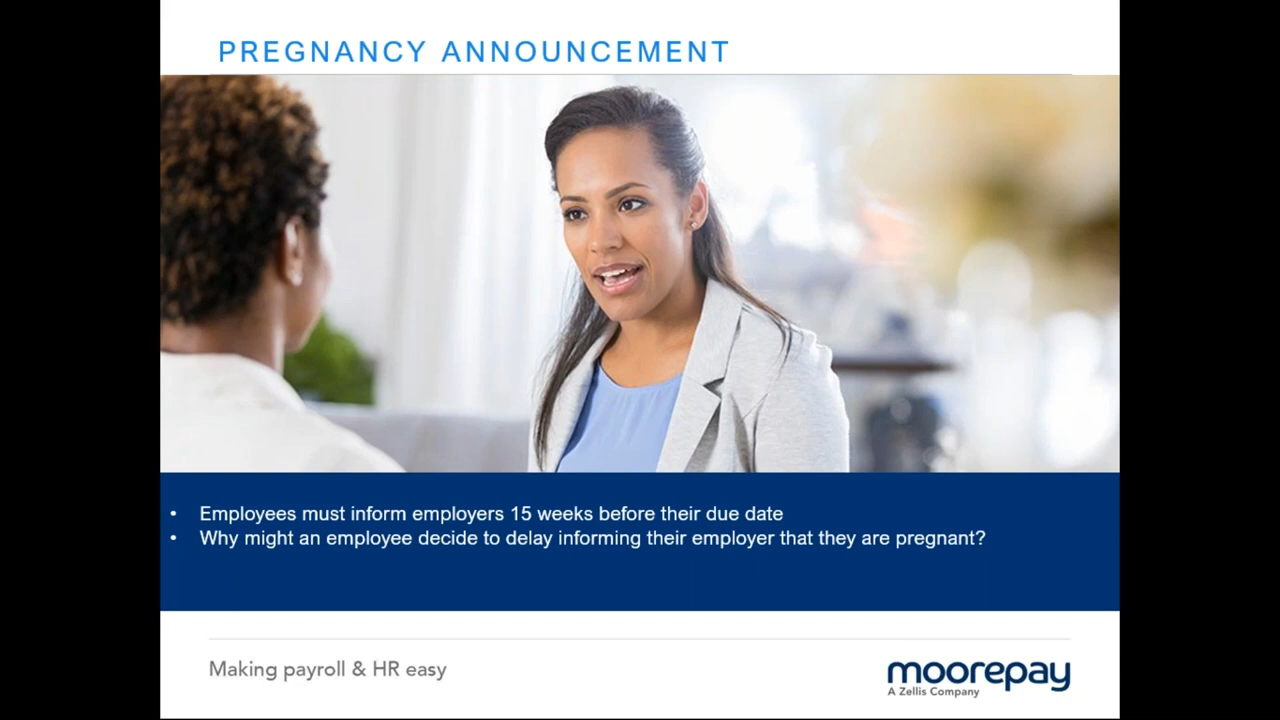 PREGNANCY ANNOUNCEMENT
• Employees must inform employers 15 weeks before their due date
• Why might an employee decide to delay informing their employer that they are pregnant?
Making payroll & HR easy
moorepay
A Zellis Company